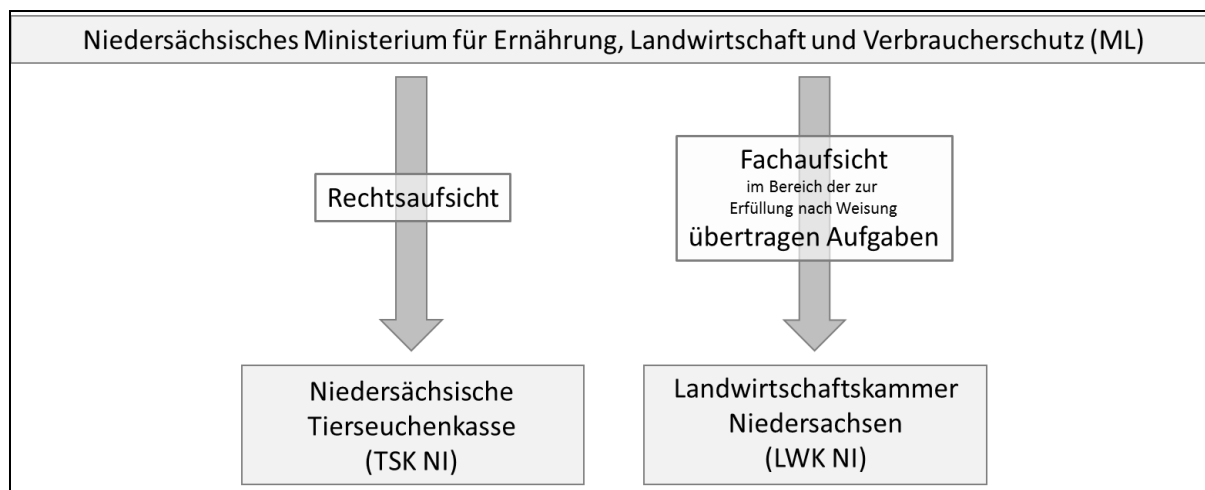 Niedersächsisches Ministerium für Ernährung, Landwirtschaft und Verbraucherschutz (ML)
Rechtsaufsicht
Fachaufsicht
im Bereich der zur
Erfüllung nach Weisung
übertragen Aufgaben
Niedersächsische
Tierseuchenkasse
(TSK NI)
Landwirtschaftskammer
Niedersachsen
(LWK NI)